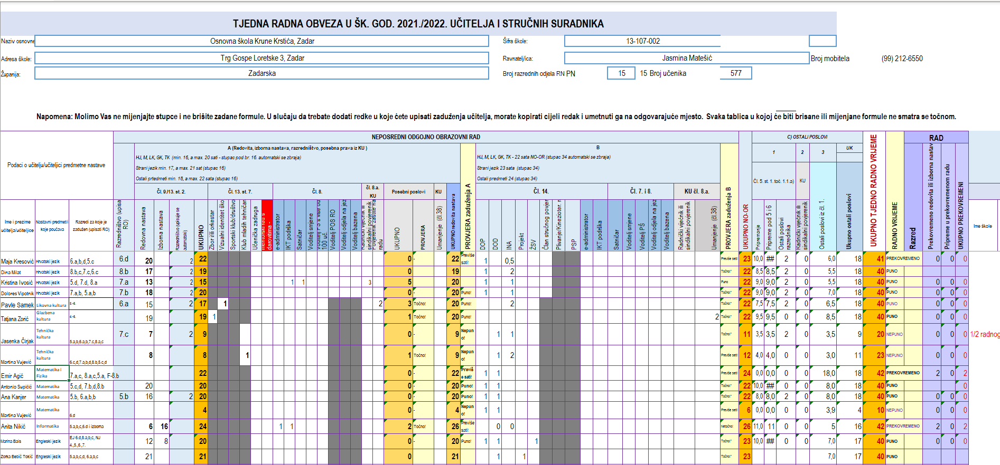 TJEDNA RADNA OBVEZA U ŠK. GOD. 2021./2022. UČITELJA I STRUČNIH SURADNIKA
Naziv osnovne Osnovna škola Krune Krstića, Zadar Šifra škole: 13-107-002
Adresa škole: Trg Gospe Loretske 3, Zadar Ravnatelj/ica: Jasmina Matešić Broj mobitela (99) 212-6550
Županija: Zadarska Broj razrednih odjela RN PN 15 15 Broj učenika 577
Napomena: Molimo Vas ne mijenjajte stupce i ne brišite zadane formule. U slučaju da trebate dodati redke u koje ćete upisati zaduženja učitelja, morate kopirati cijeli redak i umetnuti ga na odgovarajuće mjesto. Svaka tablica u kojoj će biti brisane ili mijenjane formule ne smatra se točnom.
NEPOSREDNI ODGOJNO OBRAZOVNI RAD C) OSTALI POSLOVI RAD
A (Redovita, izborna nastava, razredništvo, posebna prava iz KU ) B 1 2 3 UK
HJ, M, LK, GK, TK (min. 16, a max. 20 sati - stupac pod br. 16. automatski se zbraja) HJ, M, LK, GK, TK - 22 sata NO-OR (stupac 34 automatski se zbraja)
Podaci o učitelju/učiteljici predmetne nastave
Strani jezik min. 17, a max. 21 sat (stupac 16) Strani jezik 23 sata (stupac 34)
Ostali prtedmeti min. 18, a max. 22 sata (stupac 16) Ostali predmeti 24 (stupac 34) Čl. 5. st. 1. toč. 1.1.a) KU
Čl. 9./13. st. 2. Čl. 13. st. 7. Čl. 8. čl. 8.a. KU Posebni poslovi KU Čl. 14. Čl. 7. i 8. KU čl. 8.a.
Ime i prezime učitelja/učiteljice Nastavni predmet/i koje poučava Razredi za koje je zadužen (upisati RO) Razredništvo (upisa RO) Redovna nastava Izborna nastava Razredništvo (upisuje se automatski) UKUPNO Zbor i/ili orkestar Vizualni identitet ško Sportski klub/društvo Klub mladih tehničar Učenička zadruga mentorski rad s darovitima - e-administrator IKT podrška Satničar Voditelj smjene 100 uč. Voditelj POS RO Voditelj odjela na jez Voditelj bazena Radnički vijećnik ili sindikalni povjerenik Povjerenik zaštite na radu UKUPNO PROVJERA Umanjenje (čl.38) UKUPNO redovita nastava PROVJERA zaduženja A DOP DOD INA Projekt ŽSV Član stručnog povjer Plivanje/Kinezioter. PSP e-administrator IKT podrška Satničar Voditelj smjene Voditelj PŠ Voditelj odjela na jez Voditelj bazena Radnički vijećnik ili sindikalni povjerenik Umanjenje (čl.38) PROVJERA zaduženja B UKUPNO NO-OR Pripremanje Pripreme pod 5 i 6 Ostali poslovi razrednika Radnički vijećnik ili sindikalni povjerenik Ostali poslovi iz čl. 1. Ukupno ostali poslovi UKUPNO TJEDNO RADNO VRIJEME RADNO VRIJEME Razred Prekovremeno redovita ili izborna nastav Pripreme u prekovremenom radu UKUPNO PREKOVREMENI Ime škole
Maja Kresović Hrvatski jezik 6.a,b,d,5.c 6.d 20 2 22 0 - 22 Previše sati! 1 0,5 Previše sati! 23 10,0 ## 2 0 6,0 18 41 PREKOVREMENO 0 0 0
Dina Milat Hrvatski jezik 8.b,c,7.c,6.c 8.b 17 2 19 0 19 1 2 Točno!" 22 8,5 8,5 2 0 5,5 18 40 PUNO
Kristina Ivosić Hrvatski jezik 5.d, 7.d, 8.a 7.a 13 2 15 1 1 3 5 20 1 1 Puno 22 9,0 9,0 2 0 5,5 18 40 PUNO 0 0 0
Dolores Vipotnik Hrvatski jezik 7.a,b, 5.a,b 7.b 18 2 20 0 - 20 Puno! 1 1 Točno!" 22 9,0 9,0 2 0 7,0 18 40 PUNO 0 0 0
Pavle Samek Likovna kultura 5.-8. 6.a 15 2 17 1 2 3 Točno! 20 Puno! 2 Točno!" 22 7,5 7,5 2 0 6,5 18 40 PUNO 0 0 0
Tatjana Zorić Glazbena kultura 4.-8. 19 19 1 1 Točno! 20 Puno! 2 Točno!" 22 9,5 9,5 0 0 8,5 18 40 PUNO 0 0 0
Jasenka Čirjak Tehnička kultura 5.a,b,6.a,b,7.c,8.a,c 7.c 7 2 9 0 - 9 Nepuno! 1 1 Točno!" 11 3,5 3,5 2 0 3,5 9 20 NEPUNO 0 0 0 1/2 radnog
Martina Vujević Tehnička kultura 6.c,d,7.a,b,d,8.b,5.c,d 8 8 1 1 Točno! 9 Nepuno! 1 2 Previše sati! 12 4,0 4,0 0 0 3,0 11 23 NEPUNO 0 0 0
Emir Agić Matematika i Fizika 7.a,c, 8.a,c,5.a, F-8.b 22 0 - 22 Previše sati! 1 1 Previše sati! 24 0,0 0,0 0 0 18,0 18 42 PREKOVREMENO 2 0 2
Antonio Supičić Matematika 5.c,d, 7.b,d,8.b 20 20 0 - 20 Puno! 1 1 Točno!" 22 10,0 ## 0 0 8,0 18 40 PUNO 0
Ana Kanjer Matematika 5.b, 6.a,b,b 5.b 16 2 20 0 - 20 Puno! 1 1 Točno!" 22 8,0 8,0 2 0 8,0 18 40 PUNO 0 0 0
Martina Vujević Matematika 6.d 4 0 - 4 Nepuno! 1 1 Previše sati! 6 0,0 0,0 0 0 3,9 4 10 NEPUNO 0 0 0
Anita Nikić Informatika 5.a,b,c,6.d i izborna 6 16 24 1 1 2 Točno! 26 Previše sati! 0 0 Netočno! 26 11,0 11 0 0 5 16 42 PREKOVREMENO 2 0 2
Marina Bais Engleski jezik EJ 6.d,8.a,b,c, NJ 4.,5.,6.,7. 12 8 20 0 - 20 Puno! 1 1 1 Točno!" 23 10,0 ## 0 0 7,0 17 40 PUNO 0 0 0
Zorka Bebić Tokić Engleski jezik 5.a,b,c,d, 6.a,b,c 21 21 0 21 1 1 Točno!" 23 7,0 17 40 PUNO